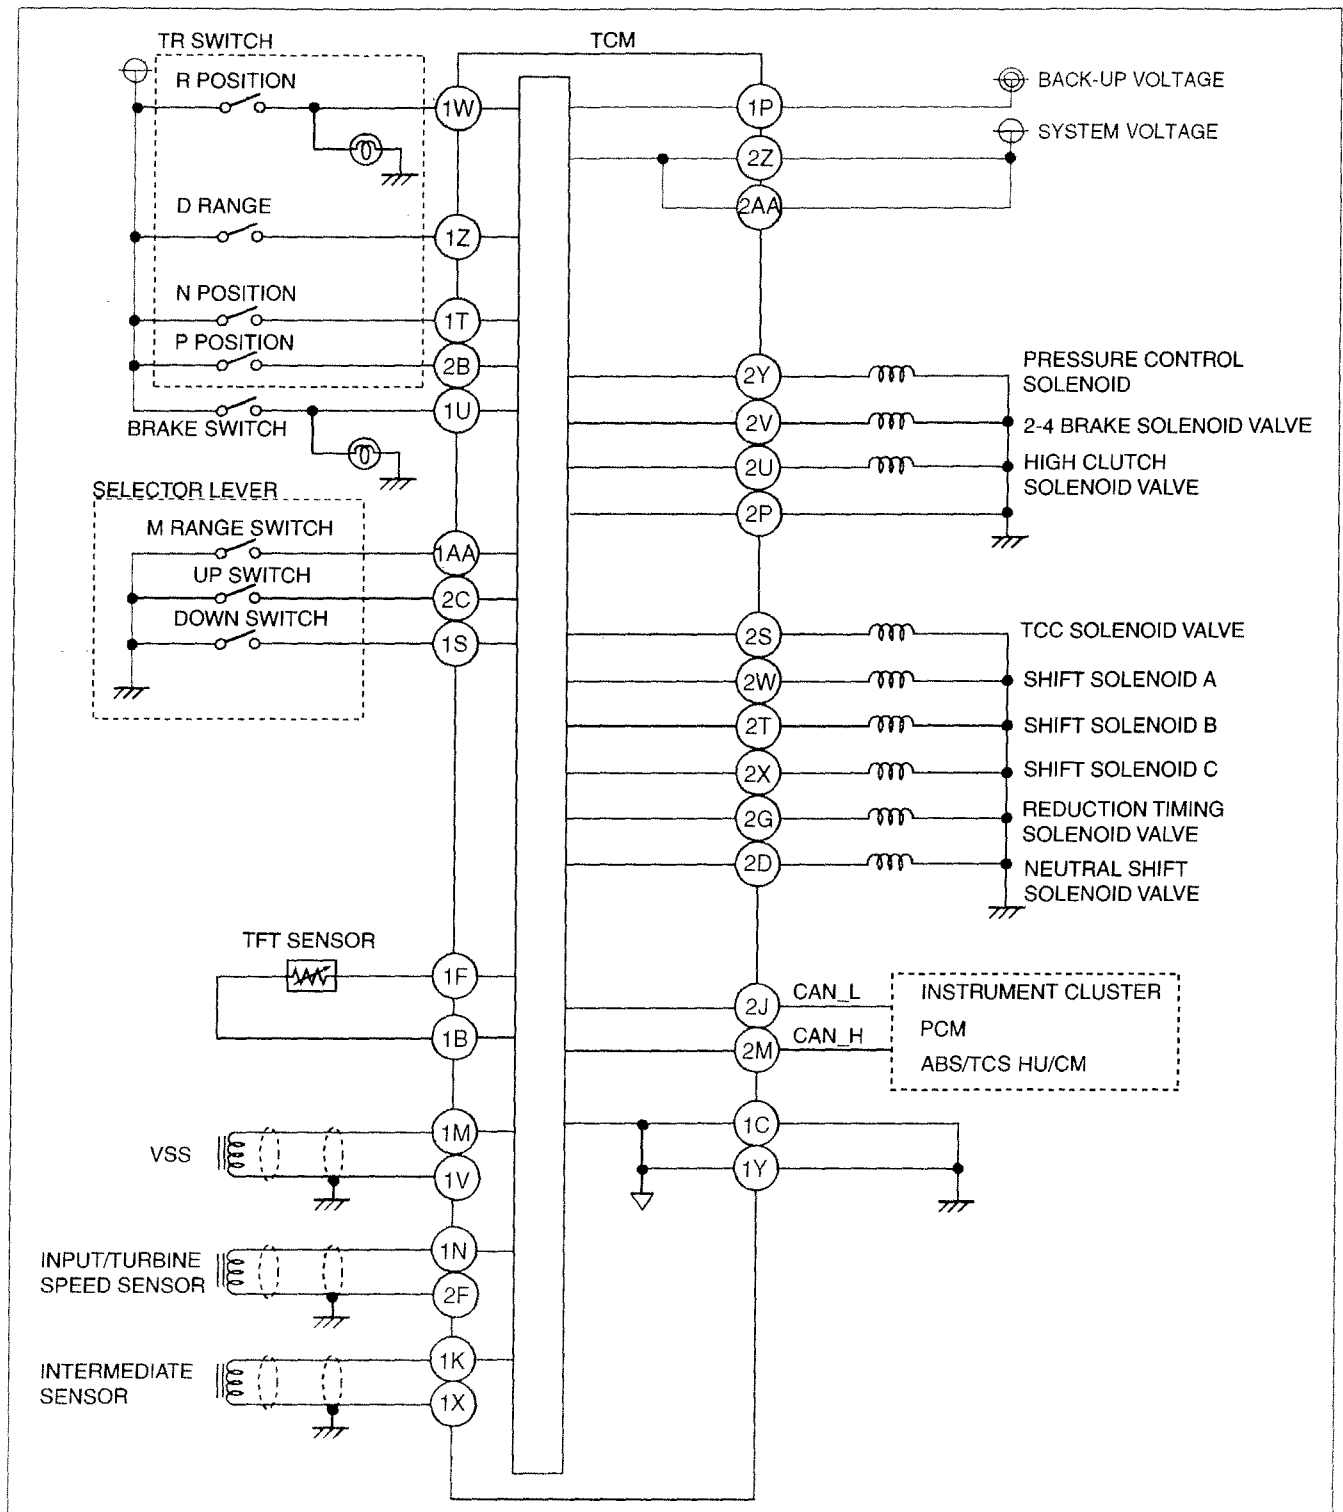 TR SWITCH
TCM
R POSITION
1W
1P
BACK-UP VOLTAGE
SYSTEM VOLTAGE
2Z
2AA
D RANGE
1Z
N POSITION
1T
P POSITION
2B
BRAKE SWITCH
1U
2Y
PRESSURE CONTROL
SOLENOID
2V
2-4 BRAKE SOLENOID VALVE
2U
HIGH CLUTCH
SOLENOID VALVE
2P
SELECTOR LEVER
M RANGE SWITCH
1AA
UP SWITCH
2C
DOWN SWITCH
1S
2S
TCC SOLENOID VALVE
2W
SHIFT SOLENOID A
2T
SHIFT SOLENOID B
2X
SHIFT SOLENOID C
2G
REDUCTION TIMING
SOLENOID VALVE
2D
NEUTRAL SHIFT
SOLENOID VALVE
TFT SENSOR
1F
1B
2J
CAN_L
INSTRUMENT CLUSTER
PCM
2M
CAN_H
ABS/TCS HU/CM
VSS
1M
1V
1C
1Y
INPUT/TURBINE
SPEED SENSOR
1N
2F
INTERMEDIATE
SENSOR
1K
1X